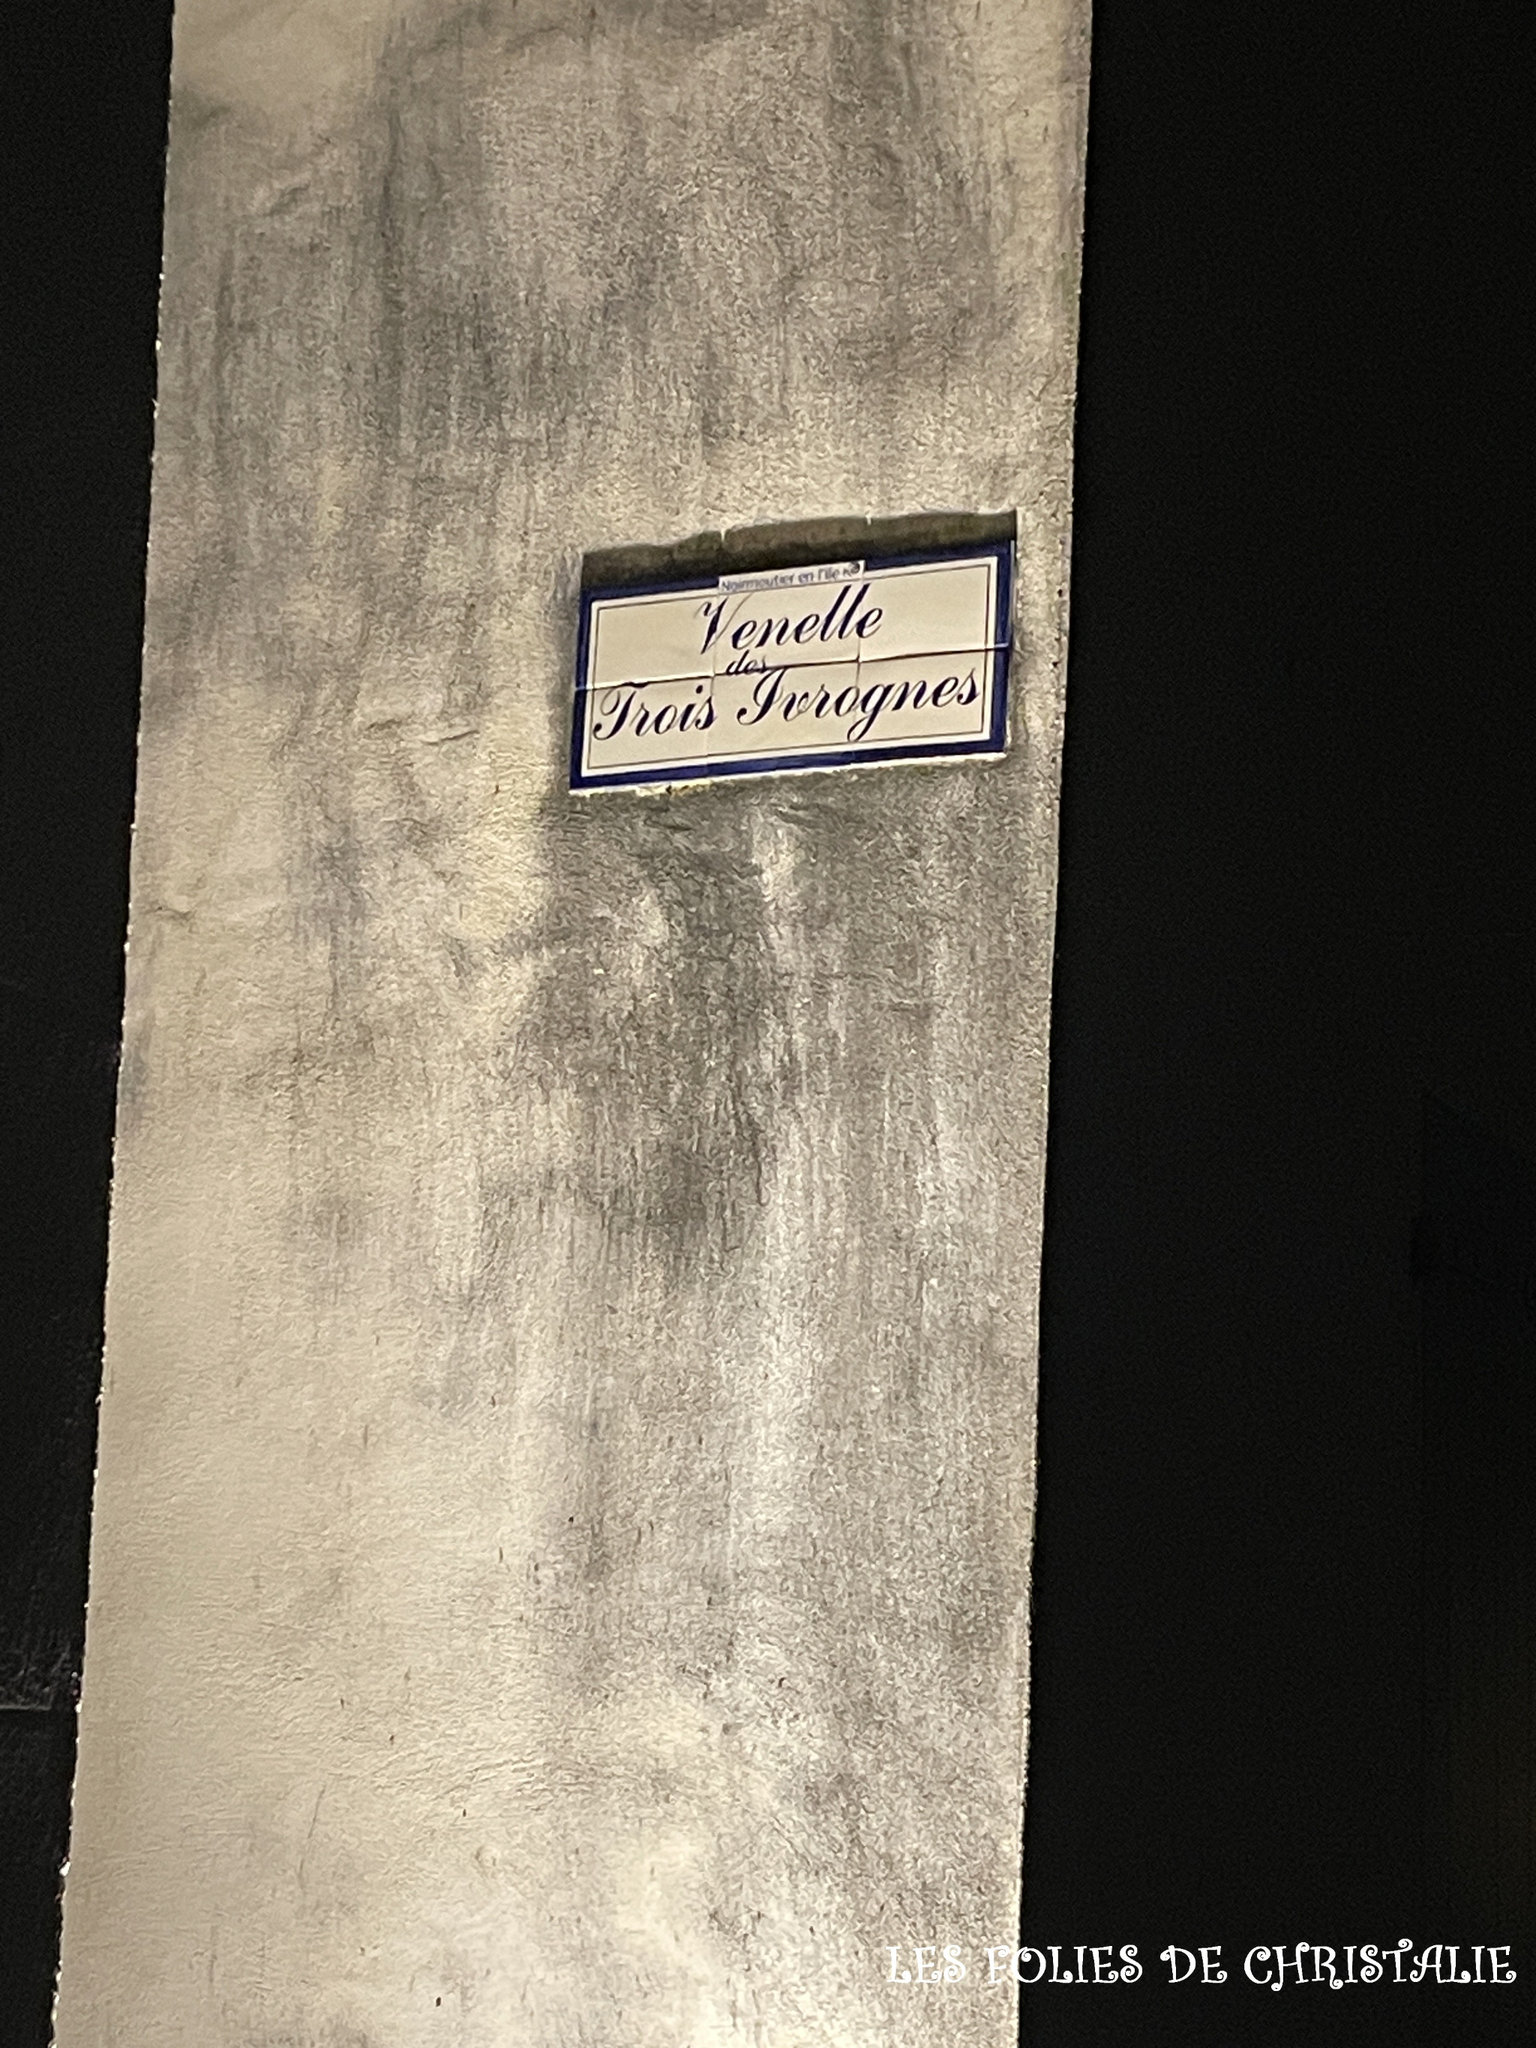 Noirmoutier en l'île
Venelle
des
Trois Ivrognes
LES FOLIES DE CHRISTALIE